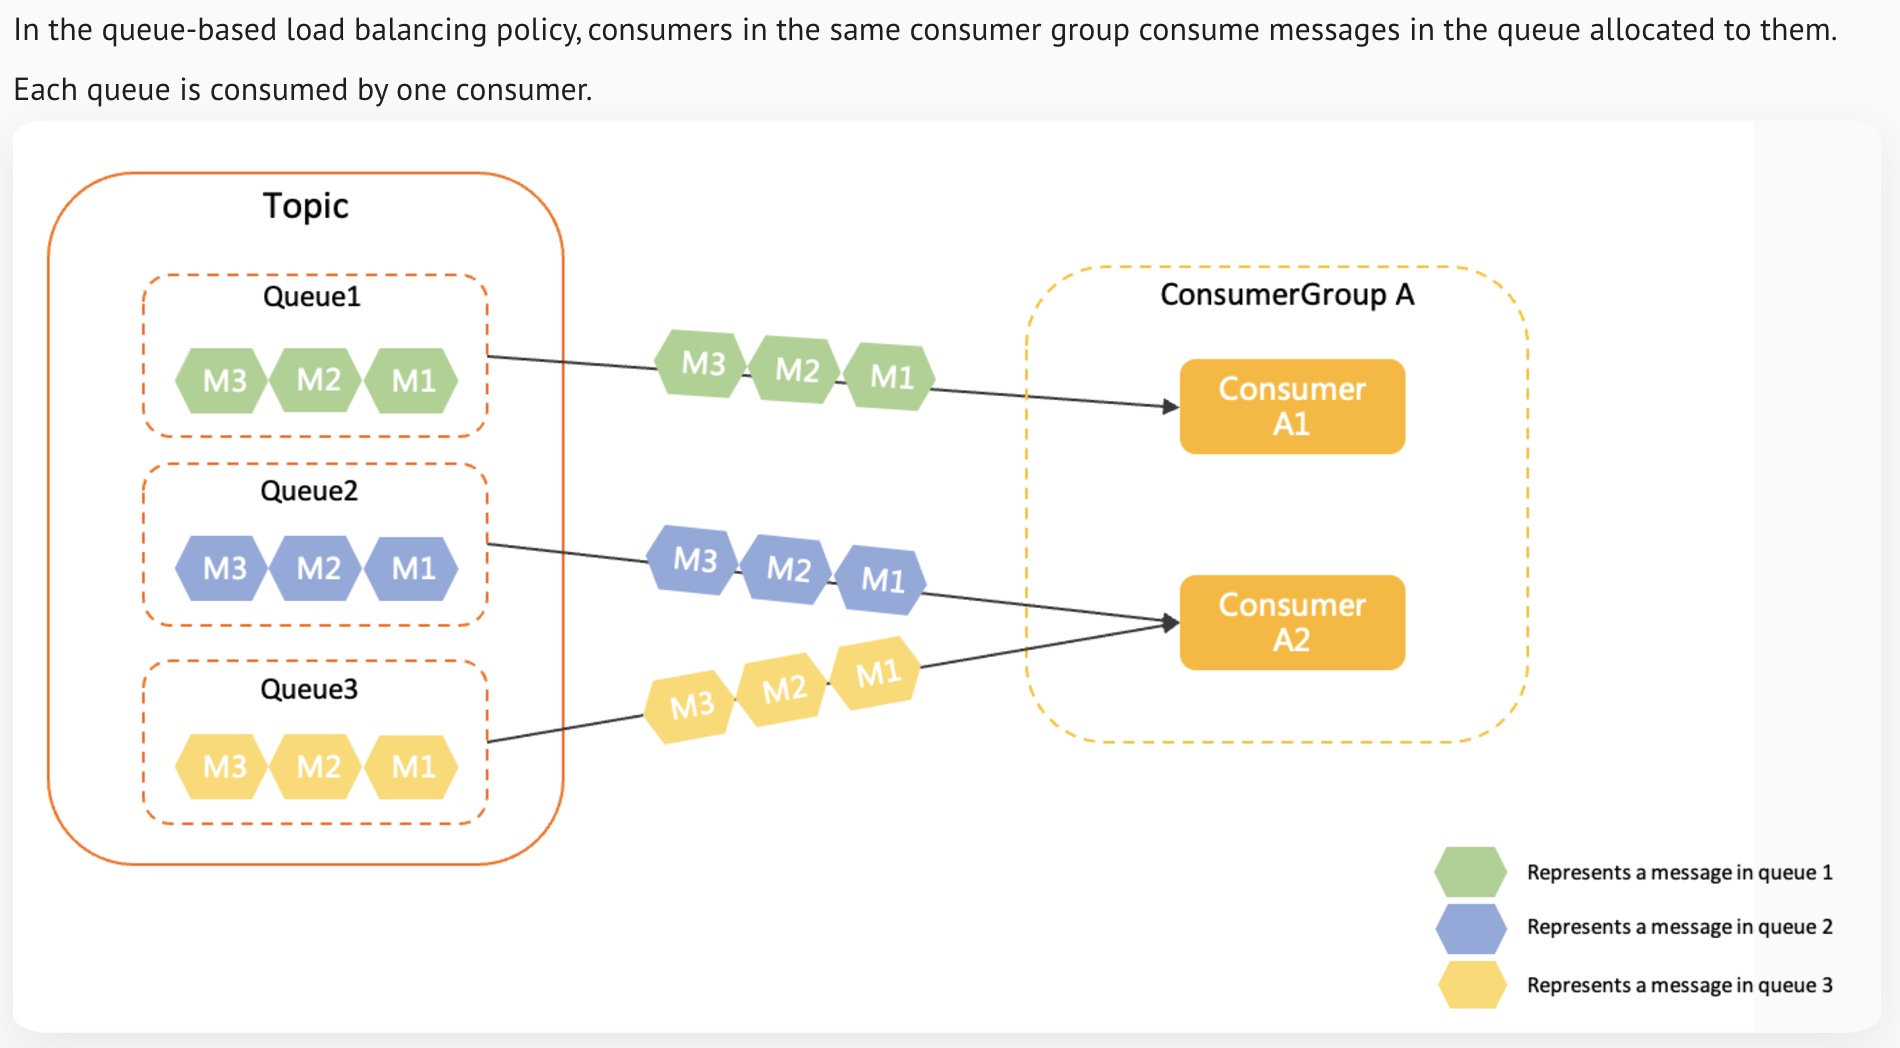 In the queue-based load balancing policy, consumers in the same consumer group consume messages in the queue allocated to them.
Each queue is consumed by one consumer.
Topic
Queue1
M3 M2 M1
Queue2
M3 M2 M1
Queue3
M3 M2 M1
M3 M2 M1
M3 M2 M1
M3 M2 M1
ConsumerGroup A
Consumer
A1
Consumer
A2
Represents a message in queue 1
Represents a message in queue 2
Represents a message in queue 3